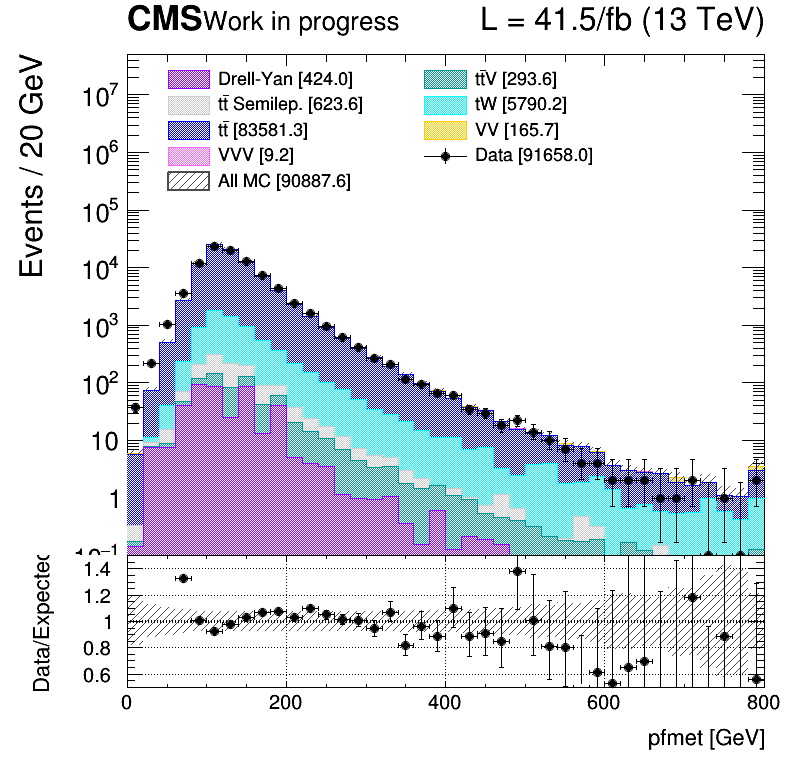 CMS Work in progress L = 41.5/fb (13 TeV)
Events / 20 GeV
Drell-Yan [424.0] tt̄V [293.6]
tt̄ Semilep. [623.6] tW [5790.2]
tt̄ [83581.3] VV [165.7]
VVV [9.2] Data [91658.0]
All MC [90887.6]
10⁷
10⁶
10⁵
10⁴
10³
10²
10
1
10⁻¹
Data/Expected
1.4
1.2
1
0.8
0.6
0 200 400 600 800
pfmet [GeV]